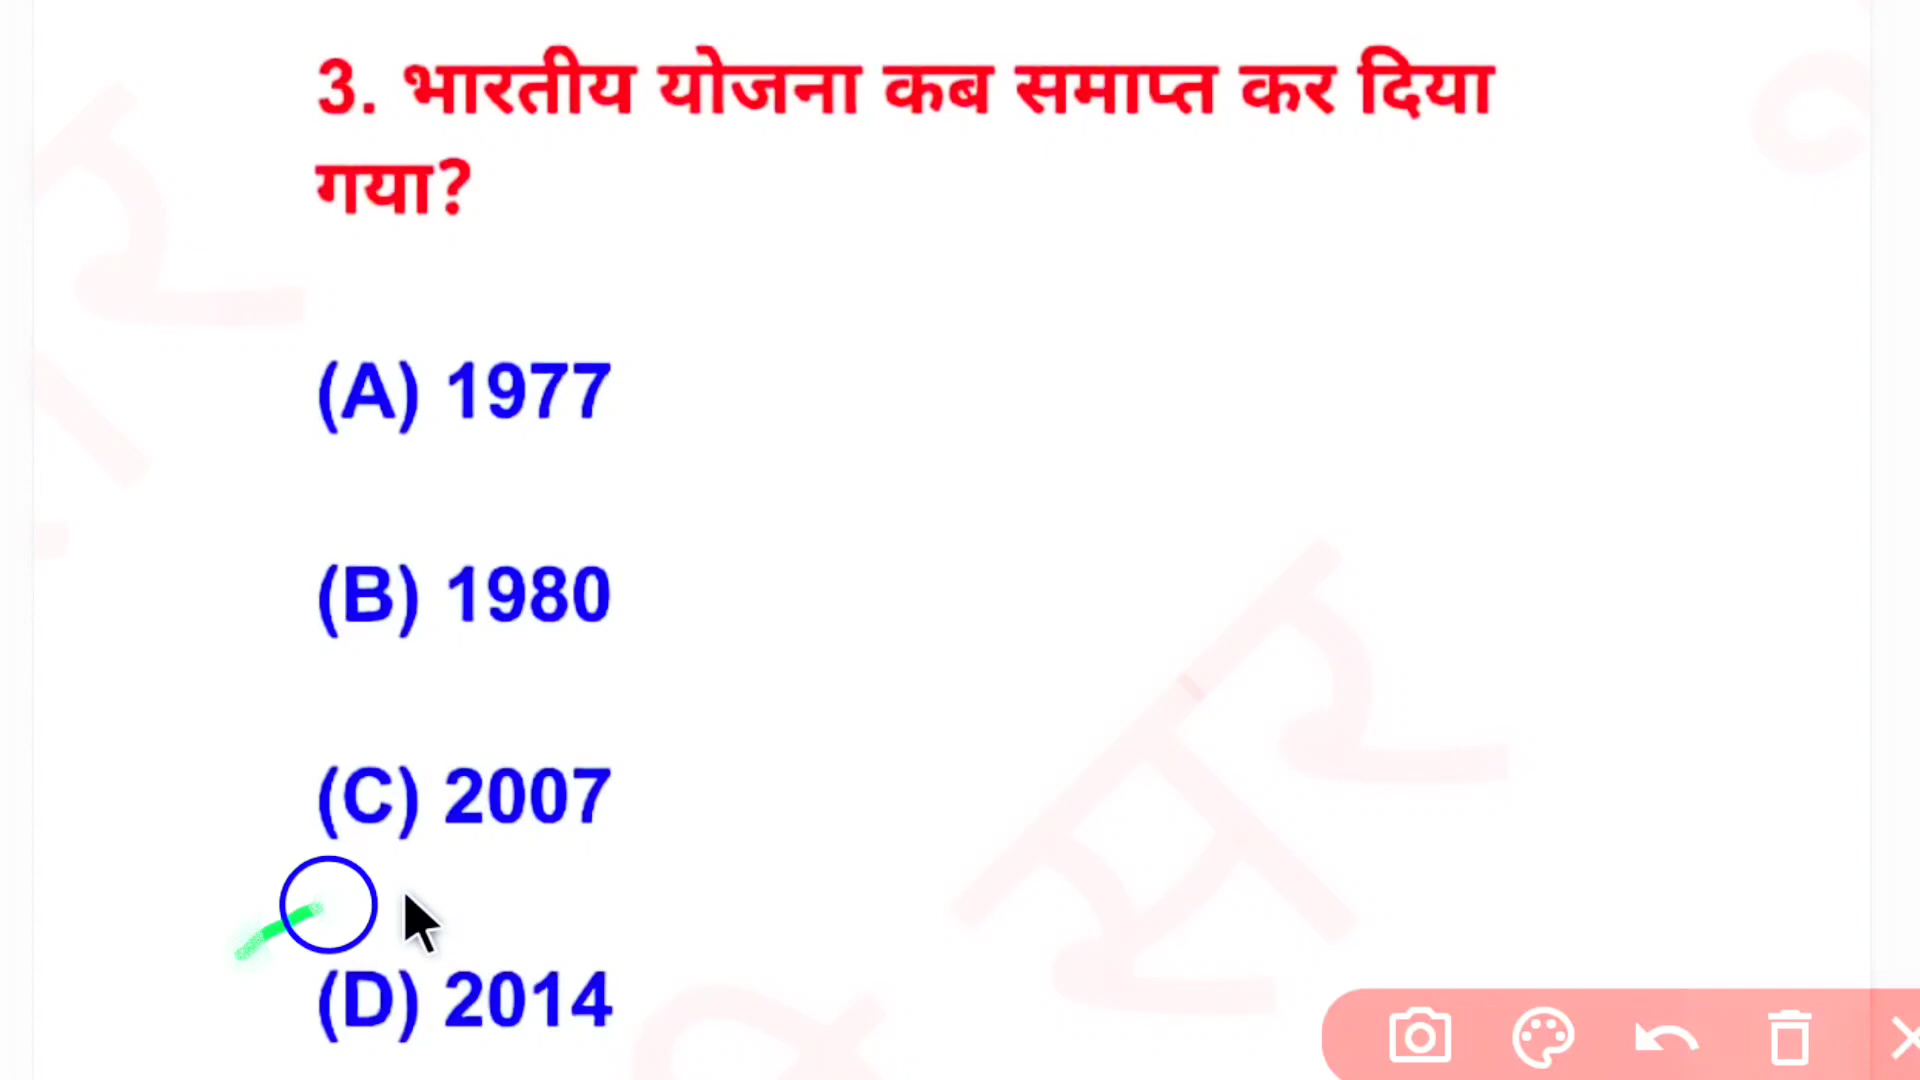 3. भारतीय योजना कब समाप्त कर दिया
गया?
(A) 1977
(B) 1980
(C) 2007
(D) 2014